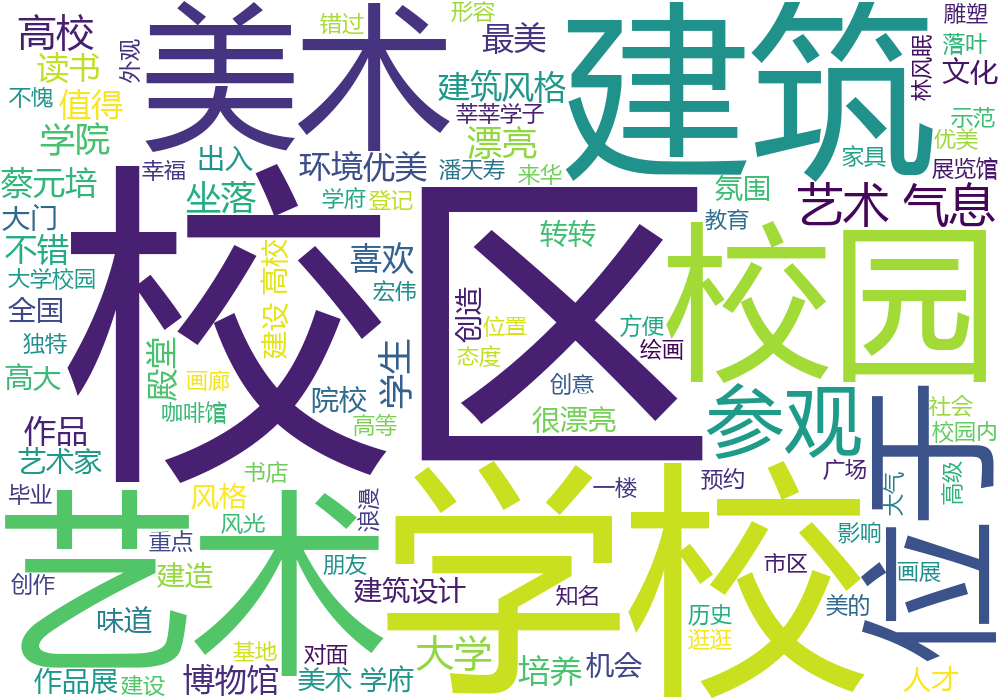 高校
外观
美术
错过
形容
最美
建筑
雕塑
落叶
读书
不愧
值得
建筑风格
莘莘学子
林风眠
文化
示范
学院
出入
环境优美
漂亮
优美
家具
展览馆
幸福
潘天寿
来华
蔡元培
坐落
学府
登记
氛围
艺术 气息
大门
教育
不错
校区
转转
校园
大学校园
建设 高校
喜欢
宏伟
全国
创造
位置
方便
独特
态度
绘画
殿堂
学生
高大
画廊
创意
院校
参观
咖啡馆
很漂亮
高等
社会
作品
校园内
位于
艺术家
书店
广场
大气
高级
毕业
风格
浪漫
一楼
预约
艺术
学校
风光
重点
影响
创作
建造
朋友
市区
画展
建筑设计
知名
美的
味道
历史
逛逛
基地
对面
大学
培养
机会
作品展
建设
博物馆
美术 学府
人才